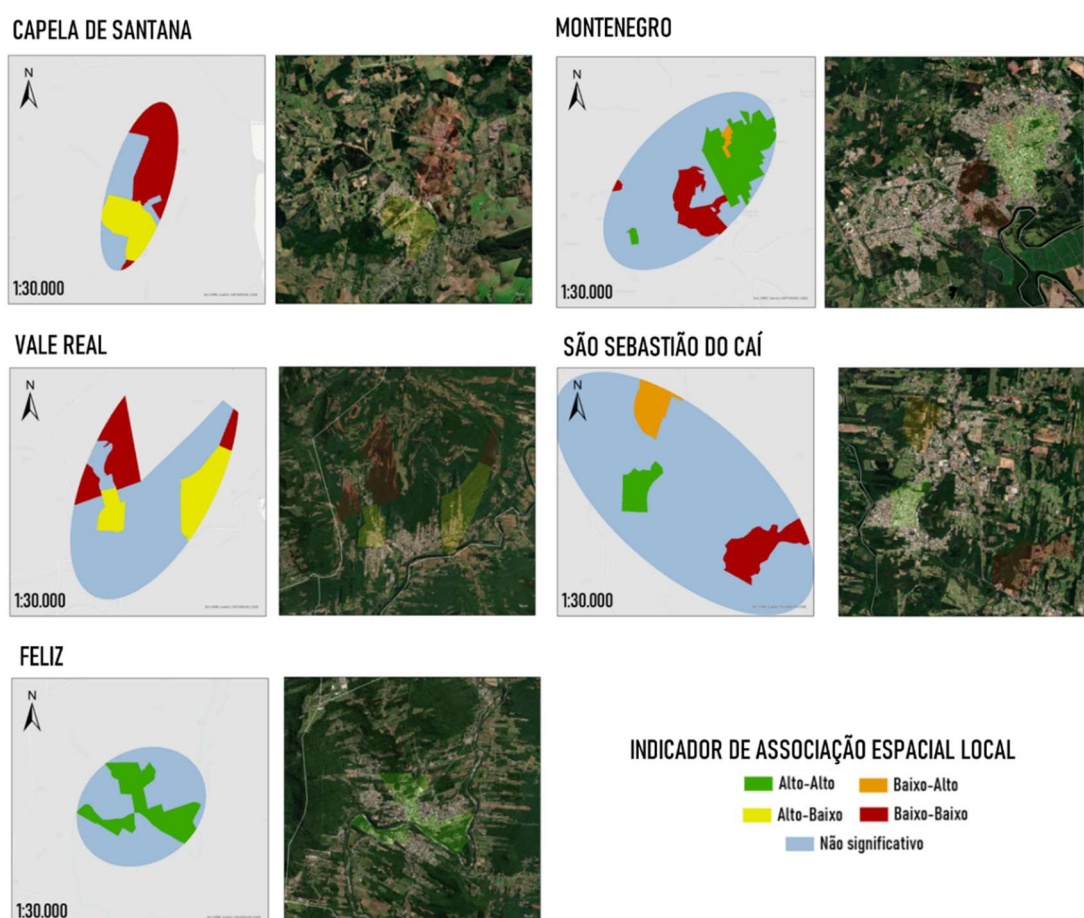 CAPELA DE SANTANA
N
1:30.000
MONTENEGRO
N
1:30.000
VALE REAL
N
1:30.000
SÃO SEBASTIÃO DO CAÍ
N
1:30.000
FELIZ
N
1:30.000
INDICADOR DE ASSOCIAÇÃO ESPACIAL LOCAL
Alto-Alto
Baixo-Alto
Alto-Baixo
Baixo-Baixo
Não significativo